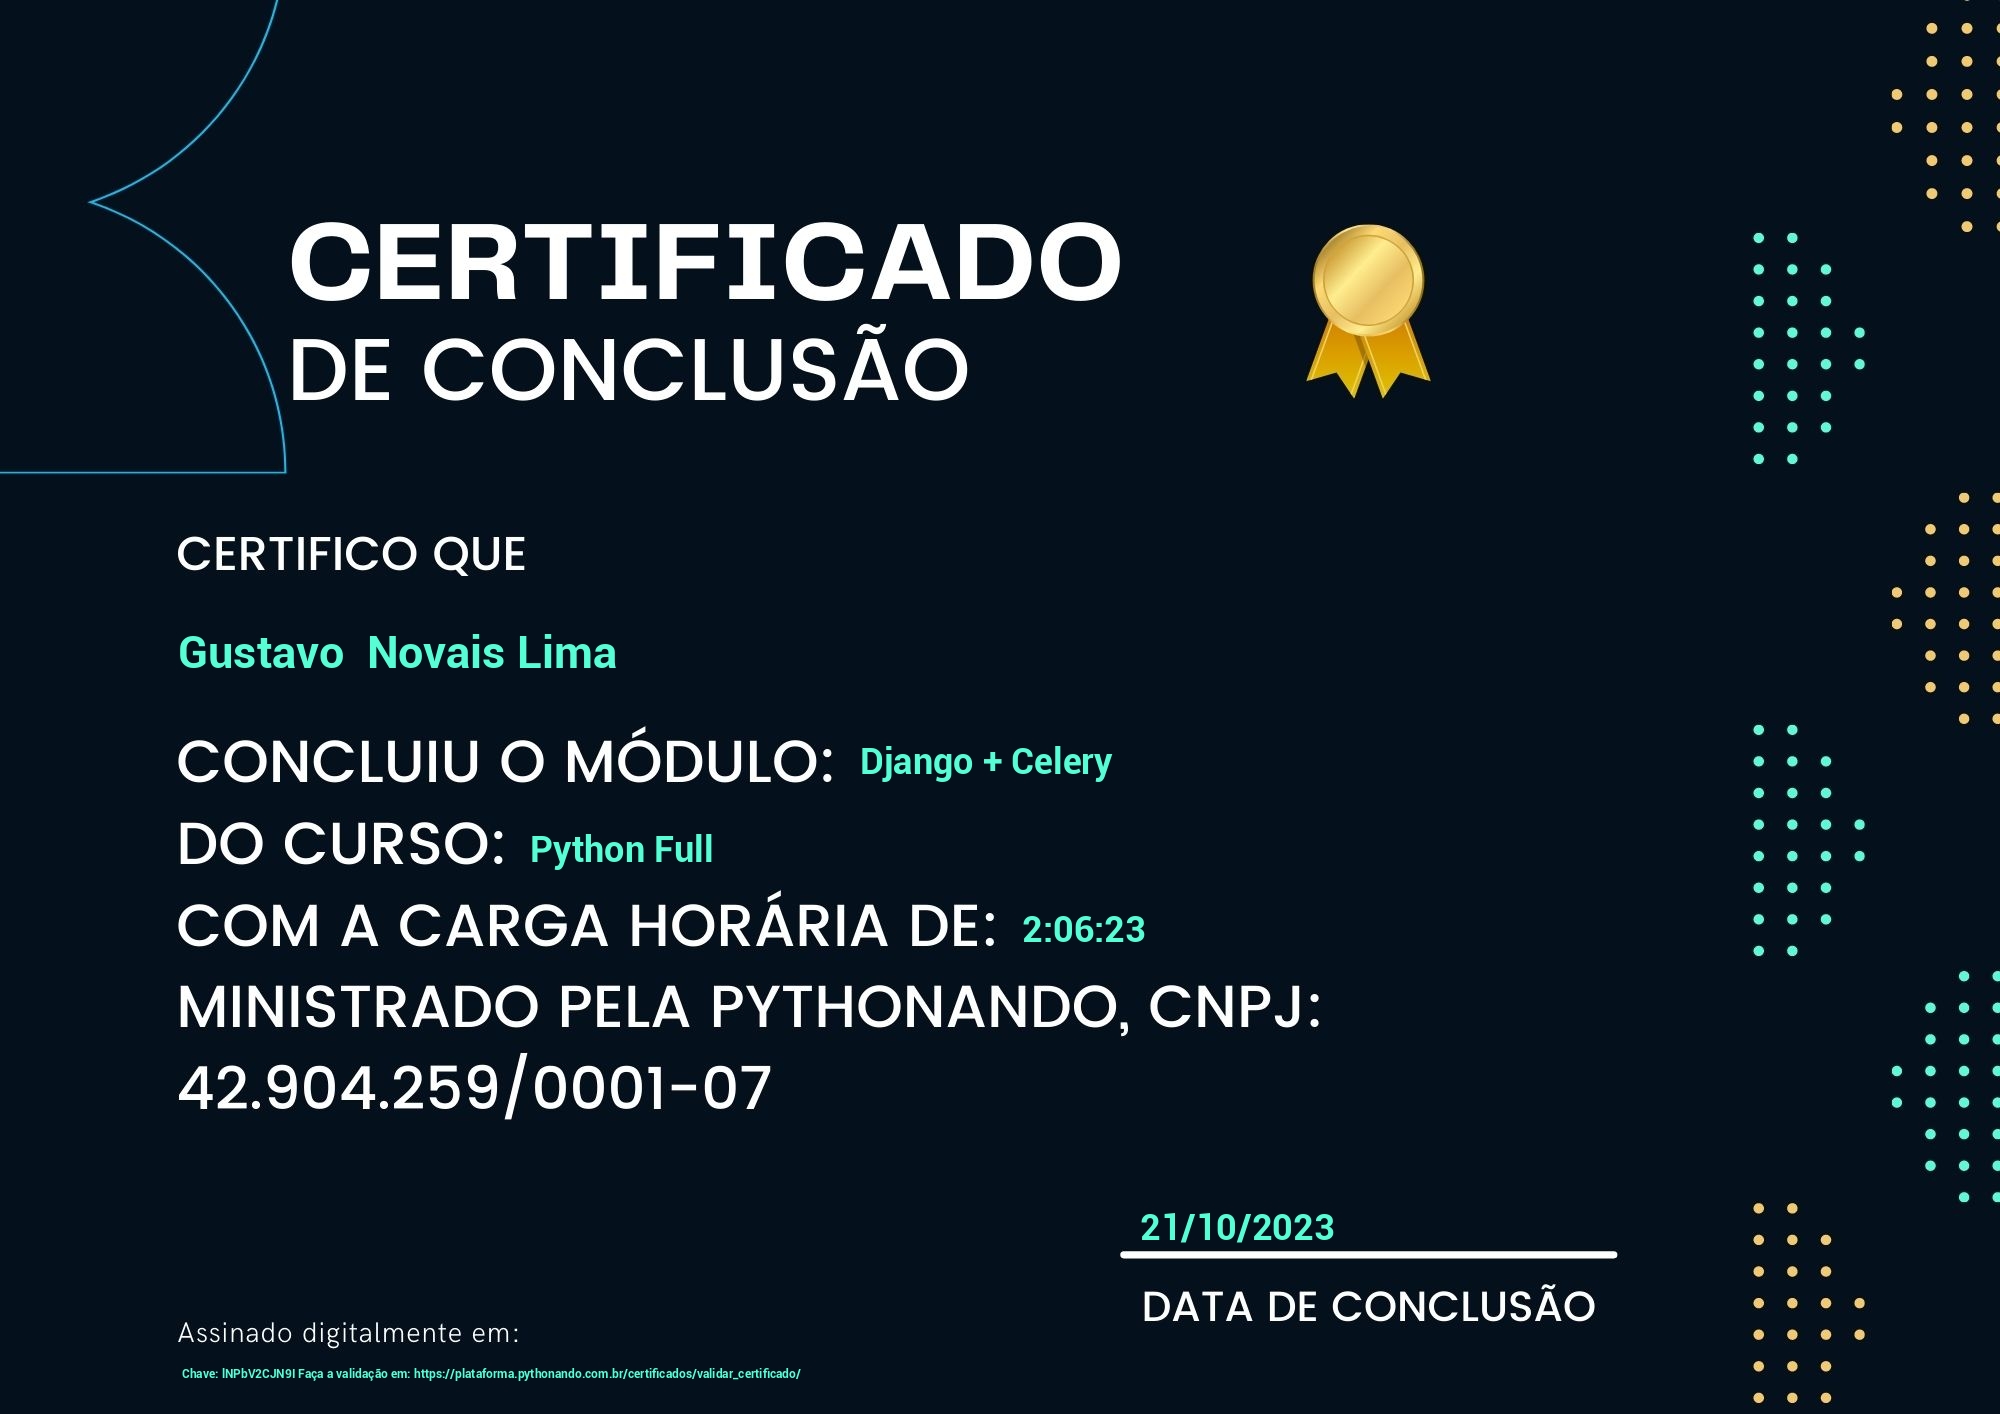 CERTIFICADO
DE CONCLUSÃO
CERTIFICO QUE
Gustavo  Novais Lima
CONCLUIU O MÓDULO: Django + Celery
DO CURSO: Python Full
COM A CARGA HORÁRIA DE: 2:06:23
MINISTRADO PELA PYTHONANDO, CNPJ:
42.904.259/0001-07
21/10/2023
DATA DE CONCLUSÃO
Assinado digitalmente em:
Chave: lNPbV2CJN9I Faça a validação em: https://plataforma.pythonando.com.br/certificados/validar_certificado/